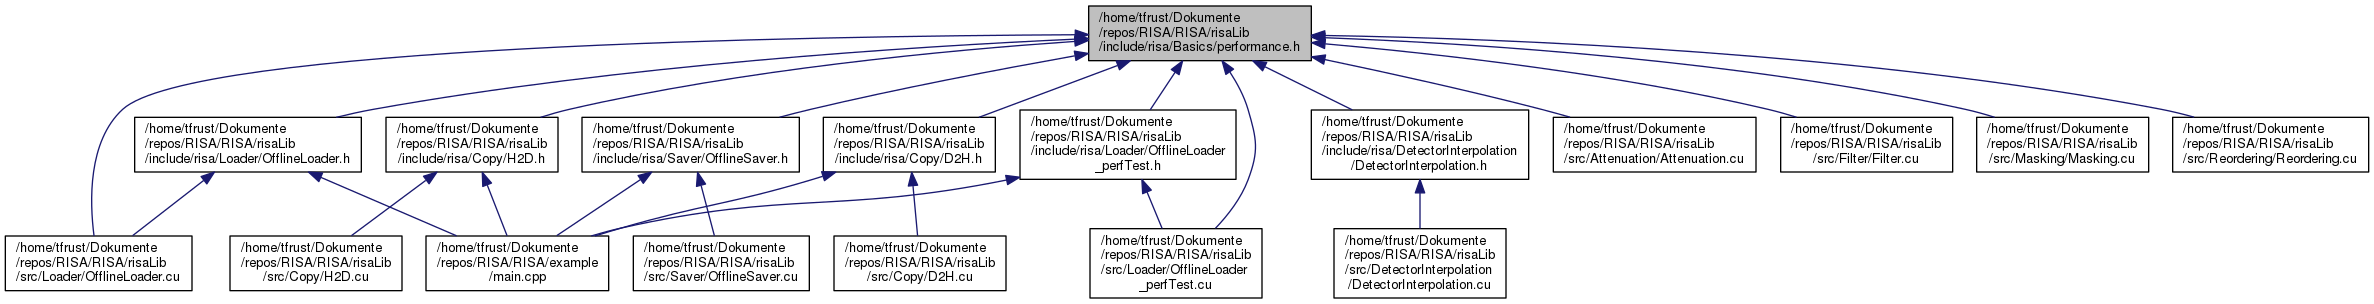 /home/tfrust/Dokumente
/repos/RISA/RISA/risaLib
/include/risa/Basics/performance.h
/home/tfrust/Dokumente
/repos/RISA/RISA/risaLib
/include/risa/Loader/OfflineLoader.h
/home/tfrust/Dokumente
/repos/RISA/RISA/risaLib
/include/risa/Copy/H2D.h
/home/tfrust/Dokumente
/repos/RISA/RISA/risaLib
/include/risa/Saver/OfflineSaver.h
/home/tfrust/Dokumente
/repos/RISA/RISA/risaLib
/include/risa/Copy/D2H.h
/home/tfrust/Dokumente
/repos/RISA/RISA/risaLib
/include/risa/Loader/OfflineLoader
_perfTest.h
/home/tfrust/Dokumente
/repos/RISA/RISA/risaLib
/include/risa/DetectorInterpolation
/DetectorInterpolation.h
/home/tfrust/Dokumente
/repos/RISA/RISA/risaLib
/src/Attenuation/Attenuation.cu
/home/tfrust/Dokumente
/repos/RISA/RISA/risaLib
/src/Filter/Filter.cu
/home/tfrust/Dokumente
/repos/RISA/RISA/risaLib
/src/Masking/Masking.cu
/home/tfrust/Dokumente
/repos/RISA/RISA/risaLib
/src/Reordering/Reordering.cu
/home/tfrust/Dokumente
/repos/RISA/RISA/risaLib
/src/Loader/OfflineLoader.cu
/home/tfrust/Dokumente
/repos/RISA/RISA/risaLib
/src/Copy/H2D.cu
/home/tfrust/Dokumente
/repos/RISA/RISA/example
/main.cpp
/home/tfrust/Dokumente
/repos/RISA/RISA/risaLib
/src/Saver/OfflineSaver.cu
/home/tfrust/Dokumente
/repos/RISA/RISA/risaLib
/src/Copy/D2H.cu
/home/tfrust/Dokumente
/repos/RISA/RISA/risaLib
/src/Loader/OfflineLoader
_perfTest.cu
/home/tfrust/Dokumente
/repos/RISA/RISA/risaLib
/src/DetectorInterpolation
/DetectorInterpolation.cu